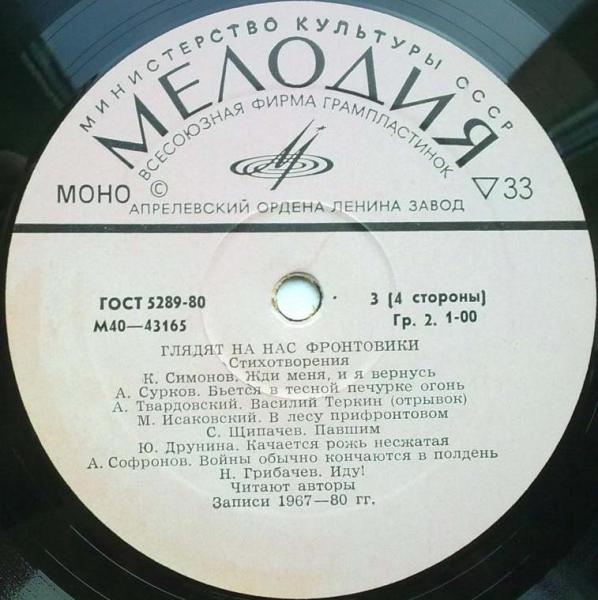 МИНИСТЕРСТВО КУЛЬТУРЫ СССР
МЕЛОДИЯ
ВСЕСОЮЗНАЯ ФИРМА ГРАМПЛАСТИНОК
МОНО © ▽ 33
АПРЕЛЕВСКИЙ ОРДЕНА ЛЕНИНА ЗАВОД
ГОСТ 5289-80 3 (4 стороны)
М40—43165 Гр. 2. 1-00
ГЛЯДЯТ НА НАС ФРОНТОВИКИ
Стихотворения
К. Симонов. Жди меня, и я вернусь
А. Сурков. Бьется в тесной печурке огонь
А. Твардовский. Василий Теркин (отрывок)
М. Исаковский. В лесу прифронтовом
С. Щипачев. Павшим
Ю. Друнина. Качается рожь несжатая
А. Софронов. Войны обычно кончаются в полдень
Н. Грибачев. Иду!
Читают авторы
Записи 1967—80 гг.